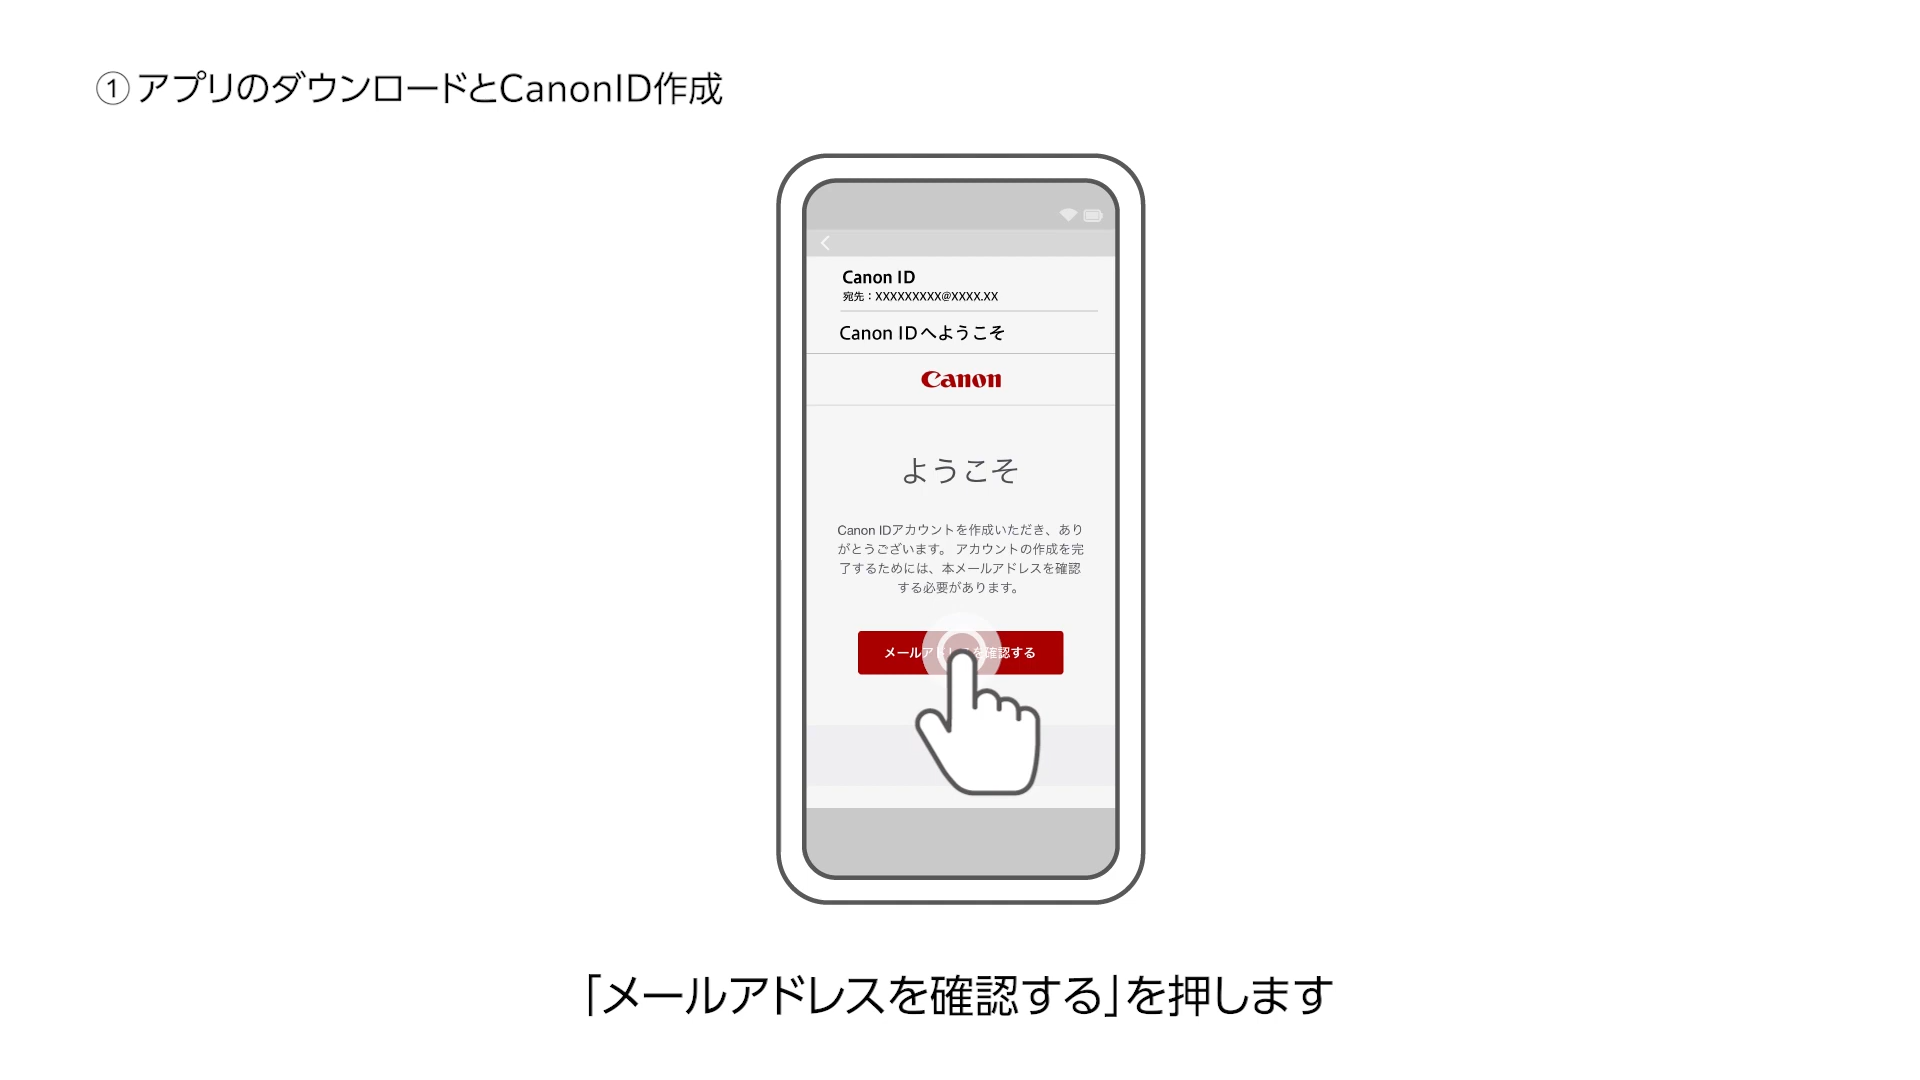 ① アプリのダウンロードとCanonID作成
Canon ID
宛先：XXXXXXXXX@XXXX.XX
Canon IDへようこそ
Canon
ようこそ
Canon IDアカウントを作成いただき、あり
がとうございます。 アカウントの作成を完
了するためには、本メールアドレスを確認
する必要があります。
メールアドレスを確認する
「メールアドレスを確認する」を押します